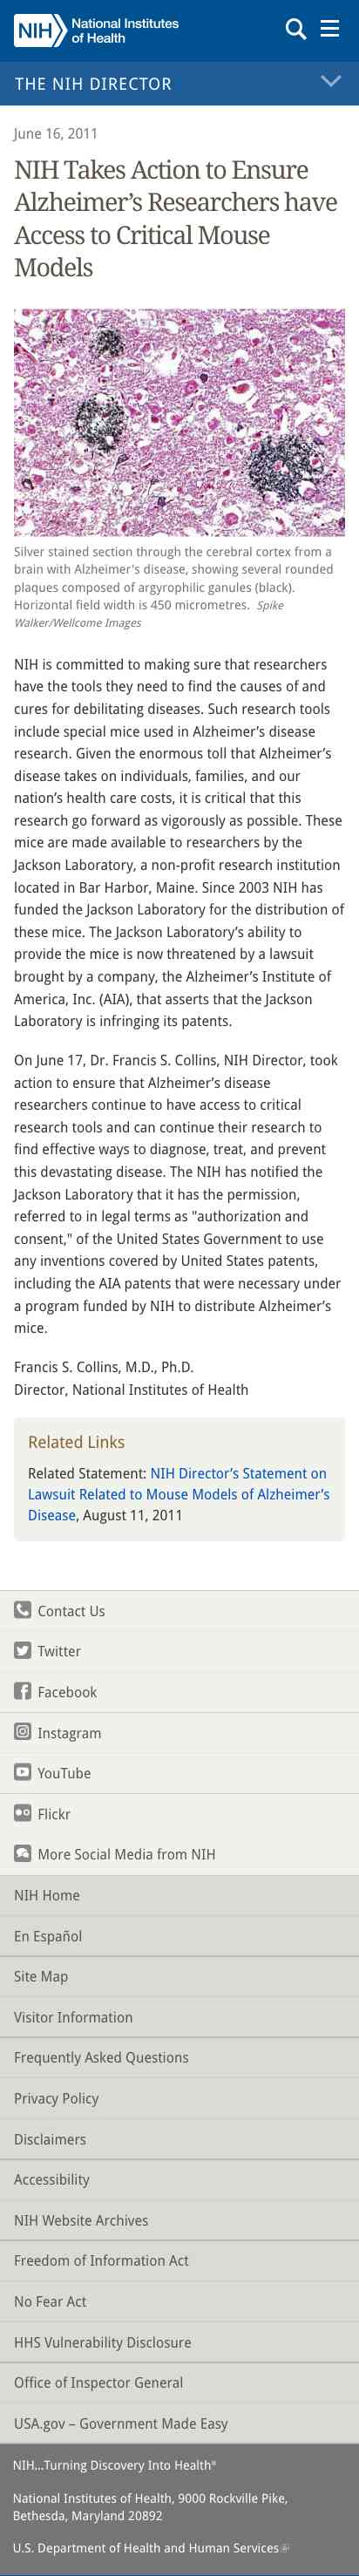 NIH
National Institutes
of Health
THE NIH DIRECTOR
June 16, 2011
NIH Takes Action to Ensure
Alzheimer’s Researchers have
Access to Critical Mouse
Models
Silver stained section through the cerebral cortex from a
brain with Alzheimer's disease, showing several rounded
plaques composed of argyrophilic ganules (black).
Horizontal field width is 450 micrometres. Spike
Walker/Wellcome Images
NIH is committed to making sure that researchers
have the tools they need to find the causes of and
cures for debilitating diseases. Such research tools
include special mice used in Alzheimer’s disease
research. Given the enormous toll that Alzheimer’s
disease takes on individuals, families, and our
nation’s health care costs, it is critical that this
research go forward as vigorously as possible. These
mice are made available to researchers by the
Jackson Laboratory, a non-profit research institution
located in Bar Harbor, Maine. Since 2003 NIH has
funded the Jackson Laboratory for the distribution of
these mice. The Jackson Laboratory’s ability to
provide the mice is now threatened by a lawsuit
brought by a company, the Alzheimer’s Institute of
America, Inc. (AIA), that asserts that the Jackson
Laboratory is infringing its patents.
On June 17, Dr. Francis S. Collins, NIH Director, took
action to ensure that Alzheimer’s disease
researchers continue to have access to critical
research tools and can continue their research to
find effective ways to diagnose, treat, and prevent
this devastating disease. The NIH has notified the
Jackson Laboratory that it has the permission,
referred to in legal terms as "authorization and
consent," of the United States Government to use
any inventions covered by United States patents,
including the AIA patents that were necessary under
a program funded by NIH to distribute Alzheimer’s
mice.
Francis S. Collins, M.D., Ph.D.
Director, National Institutes of Health
Related Links
Related Statement: NIH Director’s Statement on
Lawsuit Related to Mouse Models of Alzheimer’s
Disease, August 11, 2011
Contact Us
Twitter
Facebook
Instagram
YouTube
Flickr
More Social Media from NIH
NIH Home
En Español
Site Map
Visitor Information
Frequently Asked Questions
Privacy Policy
Disclaimers
Accessibility
NIH Website Archives
Freedom of Information Act
No Fear Act
HHS Vulnerability Disclosure
Office of Inspector General
USA.gov – Government Made Easy
NIH…Turning Discovery Into Health®
National Institutes of Health, 9000 Rockville Pike,
Bethesda, Maryland 20892
U.S. Department of Health and Human Services